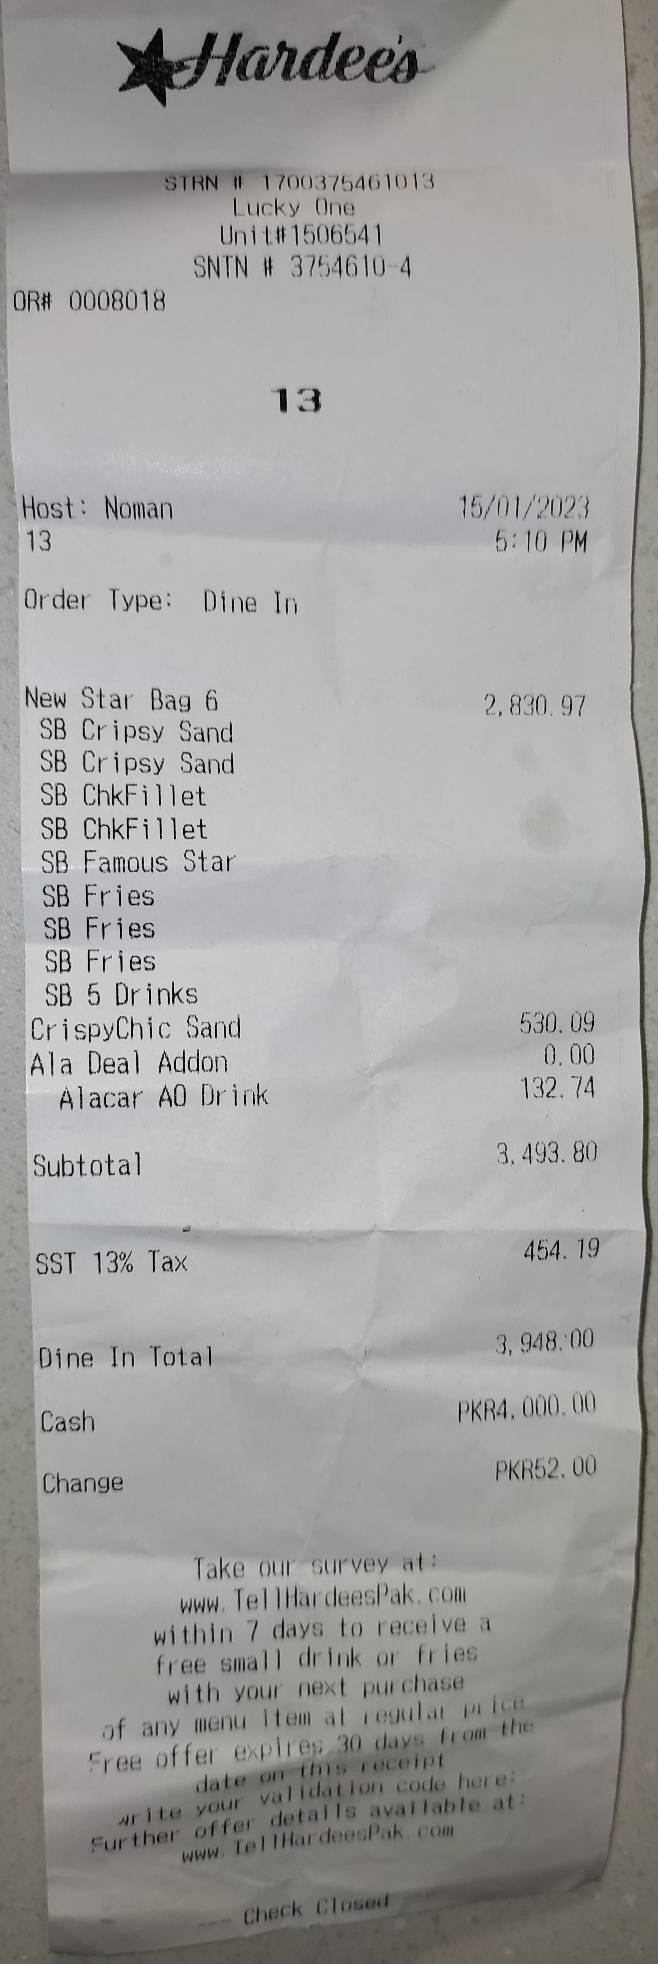 Hardee's
STRN # 1700375461013
Lucky One
Unit#1506541
SNTN # 3754610-4
OR# 0008018
13
Host: Noman 15/01/2023
13 5:10 PM
Order Type: Dine In
New Star Bag 6 2,830.97
SB Cripsy Sand
SB Cripsy Sand
SB ChkFillet
SB ChkFillet
SB Famous Star
SB Fries
SB Fries
SB Fries
SB 5 Drinks
CrispyChic Sand 530.09
Ala Deal Addon 0.00
Alacar AO Drink 132.74
Subtotal 3,493.80
SST 13% Tax 454.19
Dine In Total 3,948.00
Cash PKR4,000.00
Change PKR52.00
Take our survey at:
www.TellHardeesPak.com
within 7 days to receive a
free small drink or fries
with your next purchase
of any menu item at regular price
Free offer expires 30 days from the
date on this receipt
write your validation code here:
Further offer details available at:
www.TellHardeesPak.com
--- Check Closed